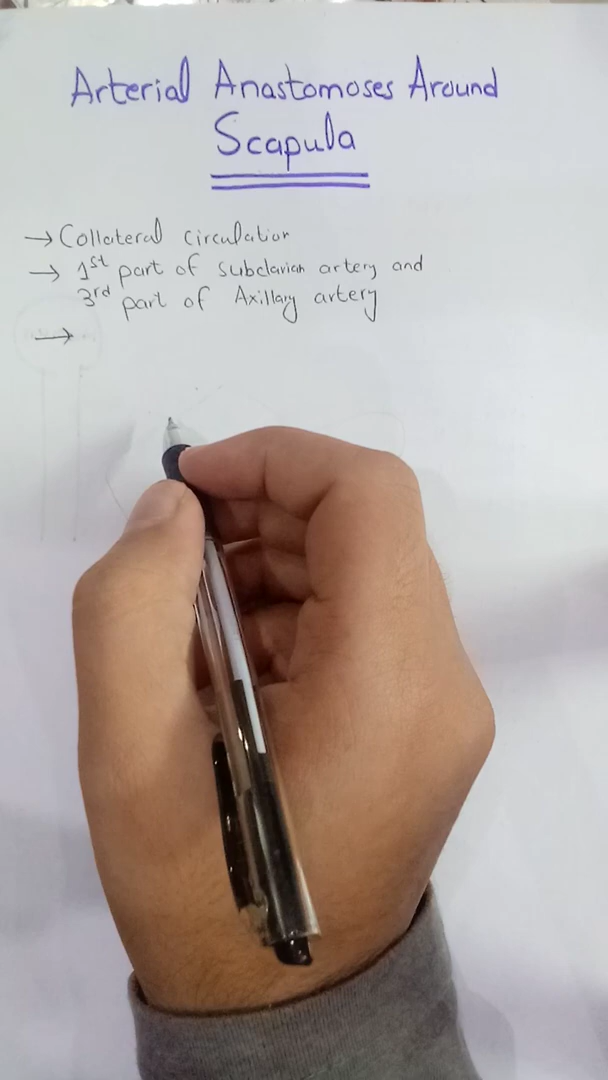 Arterial Anastomoses Around
Scapula
→ Collateral circulation
→ 1st part of subclavian artery and
3rd part of Axillary artery
→